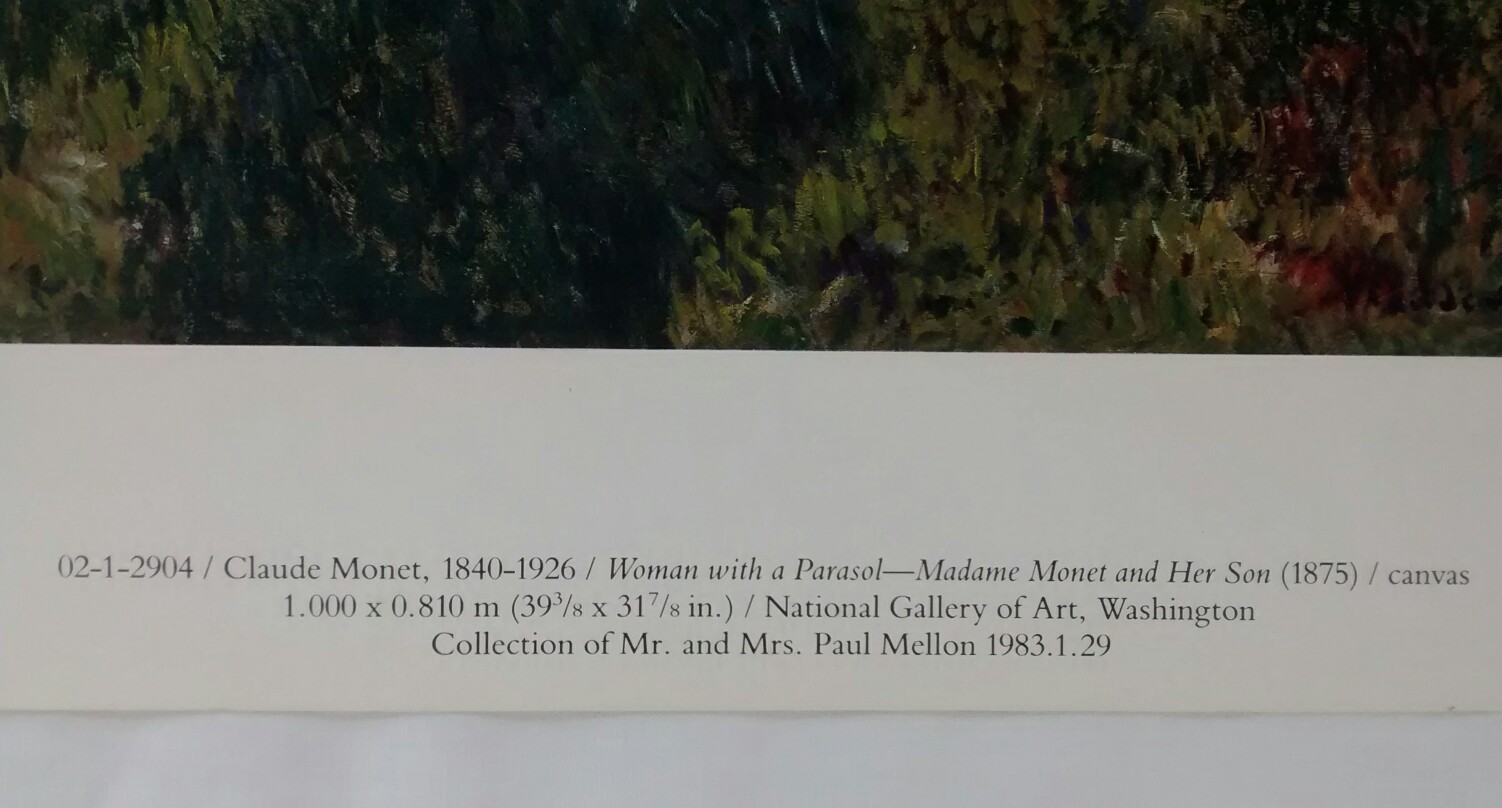 02-1-2904 / Claude Monet, 1840-1926 / Woman with a Parasol—Madame Monet and Her Son (1875) / canvas
1.000 x 0.810 m (39³/₈ x 31⁷/₈ in.) / National Gallery of Art, Washington
Collection of Mr. and Mrs. Paul Mellon 1983.1.29